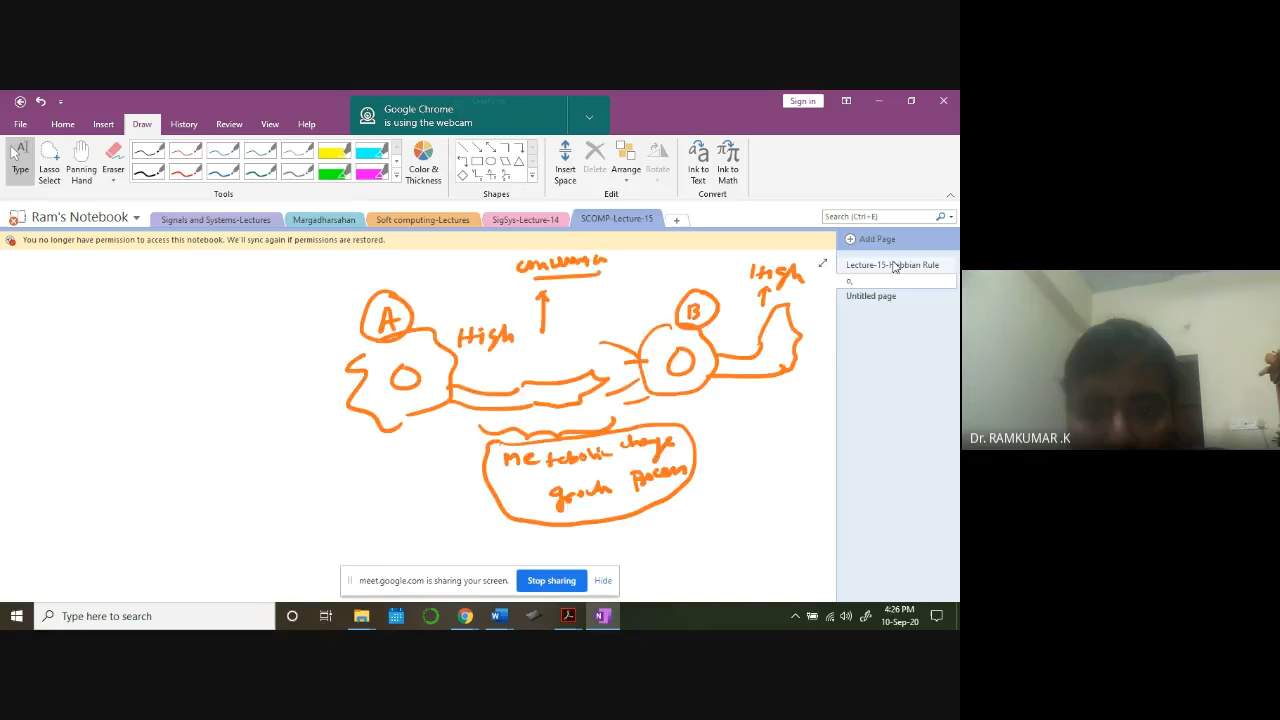 Google Chrome
is using the webcam
Sign in
File Home Insert Draw History Review View Help
Type
Lasso
Select
Panning
Hand
Eraser
Color &
Thickness
Insert
Space
Delete
Arrange
Rotate
Ink to
Text
Ink to
Math
Tools
Shapes
Edit
Convert
Ram's Notebook
Signals and Systems-Lectures
Margadharsahan
Soft computing-Lectures
SigSys-Lecture-14
SCOMP-Lecture-15
Search (Ctrl+E)
You no longer have permission to access this notebook. We'll sync again if permissions are restored.
Add Page
Lecture-15-Hebbian Rule
0,
Untitled page
High
A
High
B
Metabolic change
growth Process
Dr. RAMKUMAR .K
meet.google.com is sharing your screen.
Stop sharing
Hide
Type here to search
4:26 PM
10-Sep-20